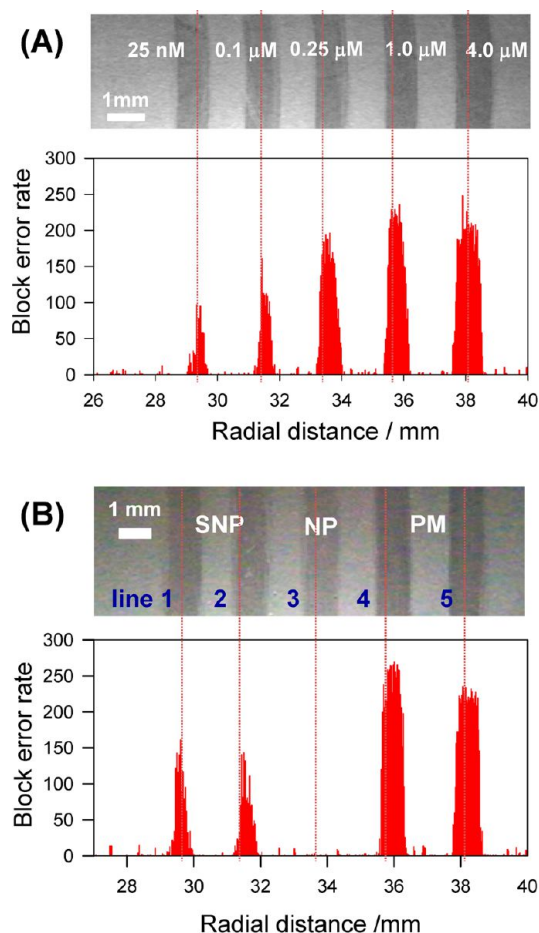 (A)
25 nM 0.1 μM 0.25 μM 1.0 μM 4.0 μM
1mm
300
250
200
150
100
50
0
Block error rate
26 28 30 32 34 36 38 40
Radial distance / mm
(B)
1 mm
SNP NP PM
line 1 2 3 4 5
300
250
200
150
100
50
0
Block error rate
28 30 32 34 36 38 40
Radial distance /mm